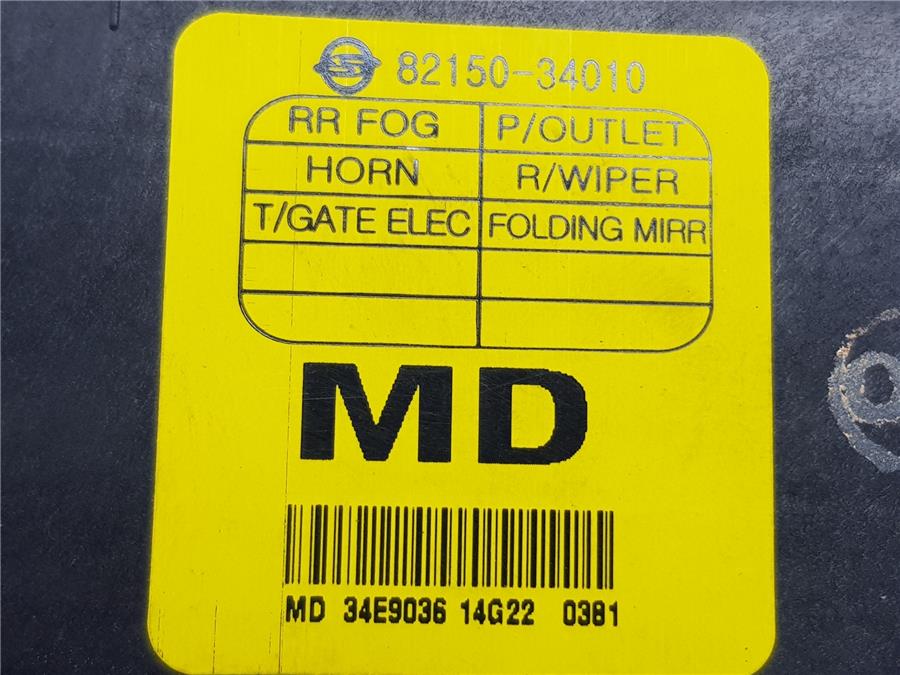 82150-34010
RR FOG P/OUTLET
HORN R/WIPER
T/GATE ELEC FOLDING MIRR
MD
MD 34E9036 14G22 0381